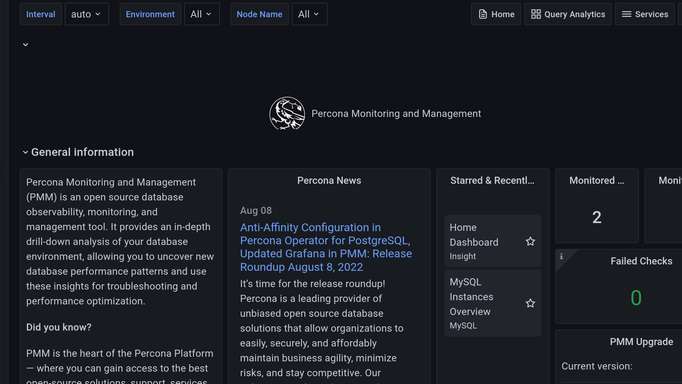 Interval auto Environment All Node Name All Home Query Analytics Services
Percona Monitoring and Management
General information
Percona Monitoring and Management
(PMM) is an open source database
observability, monitoring, and
management tool. It provides an in-depth
drill-down analysis of your database
environment, allowing you to uncover new
database performance patterns and use
these insights for troubleshooting and
performance optimization.
Did you know?
PMM is the heart of the Percona Platform
— where you can gain access to the best
open-source solutions, support, services
Percona News
Aug 08
Anti-Affinity Configuration in
Percona Operator for PostgreSQL,
Updated Grafana in PMM: Release
Roundup August 8, 2022
It's time for the release roundup!
Percona is a leading provider of
unbiased open source database
solutions that allow organizations to
easily, securely, and affordably
maintain business agility, minimize
risks, and stay competitive. Our
Starred & Recentl...
Home
Dashboard
Insight
MySQL
Instances
Overview
MySQL
Monitored ...
2
Moni
Failed Checks
0
PMM Upgrade
Current version: